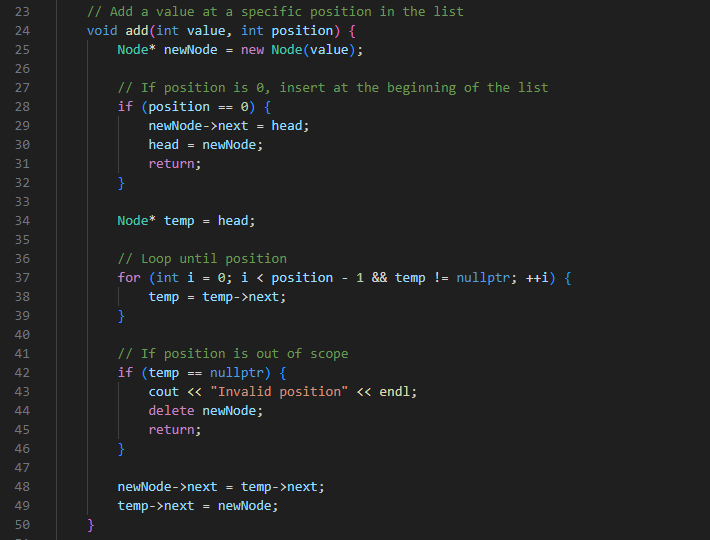 23 // Add a value at a specific position in the list
24 void add(int value, int position) {
25 Node* newNode = new Node(value);
26
27 // If position is 0, insert at the beginning of the list
28 if (position == 0) {
29 newNode->next = head;
30 head = newNode;
31 return;
32 }
33
34 Node* temp = head;
35
36 // Loop until position
37 for (int i = 0; i < position - 1 && temp != nullptr; ++i) {
38 temp = temp->next;
39 }
40
41 // If position is out of scope
42 if (temp == nullptr) {
43 cout << "Invalid position" << endl;
44 delete newNode;
45 return;
46 }
47
48 newNode->next = temp->next;
49 temp->next = newNode;
50 }